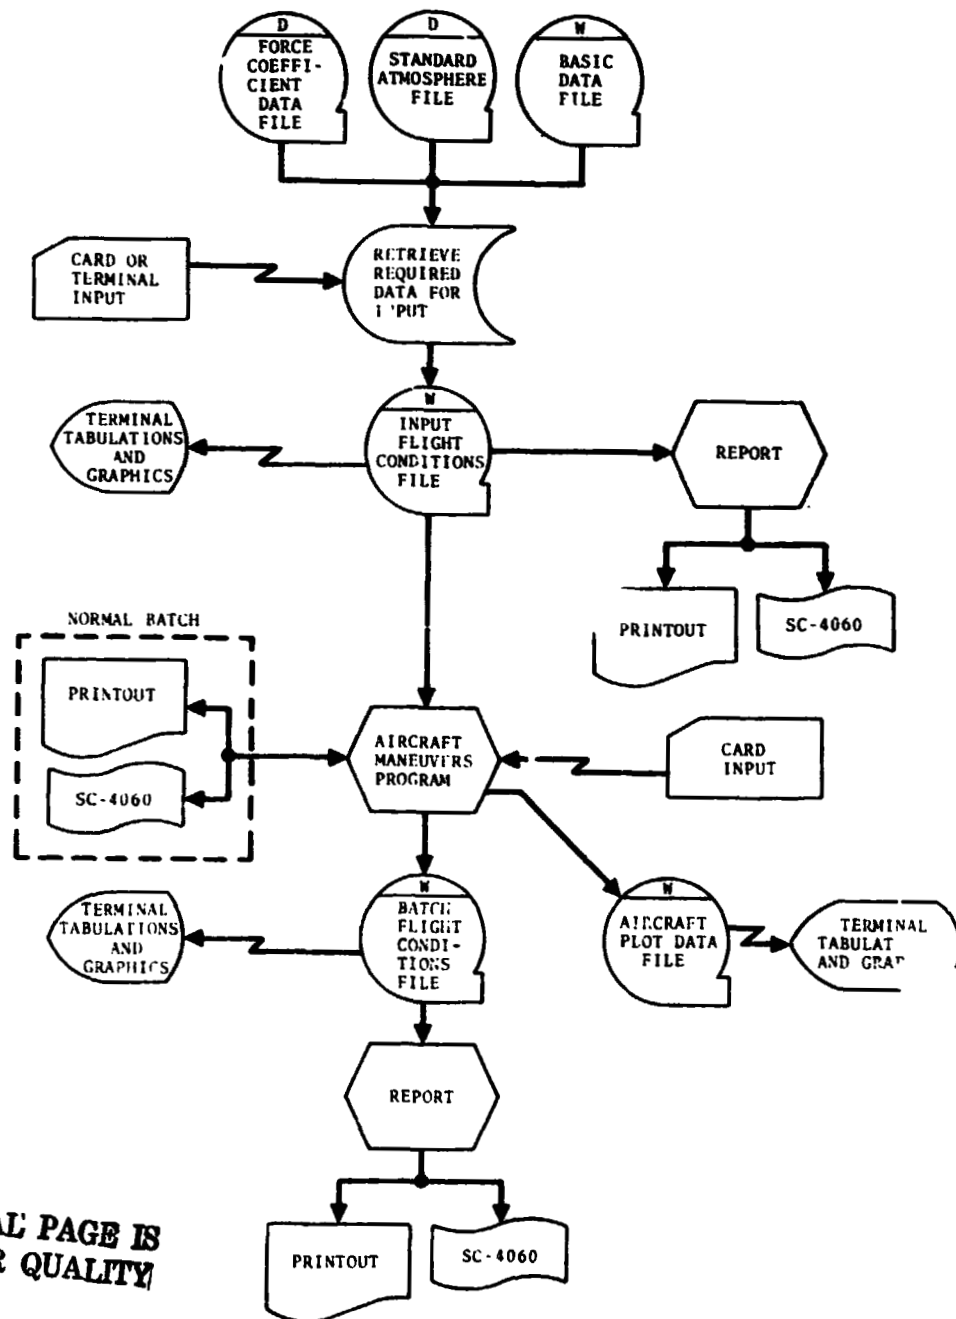 D
FORCE
COEFFI-
CIENT
DATA
FILE
D
STANDARD
ATMOSPHERE
FILE
W
BASIC
DATA
FILE
CARD OR
TERMINAL
INPUT
RETRIEVE
REQUIRED
DATA FOR
TERMINAL
TABULATIONS
AND
GRAPHICS
W
INPUT
FLIGHT
CONDITIONS
FILE
REPORT
PRINTOUT
SC-4060
NORMAL BATCH
PRINTOUT
SC-4060
AIRCRAFT
MANEUVERS
PROGRAM
CARD
INPUT
TERMINAL
TABULATIONS
AND
GRAPHICS
W
BATCH
FLIGHT
CONDI-
TIONS
FILE
W
AIRCRAFT
PLOT DATA
FILE
TERMINAL
TABULAT
AND GRAP
REPORT
PRINTOUT
SC-4060
PAGE IS
QUALITY